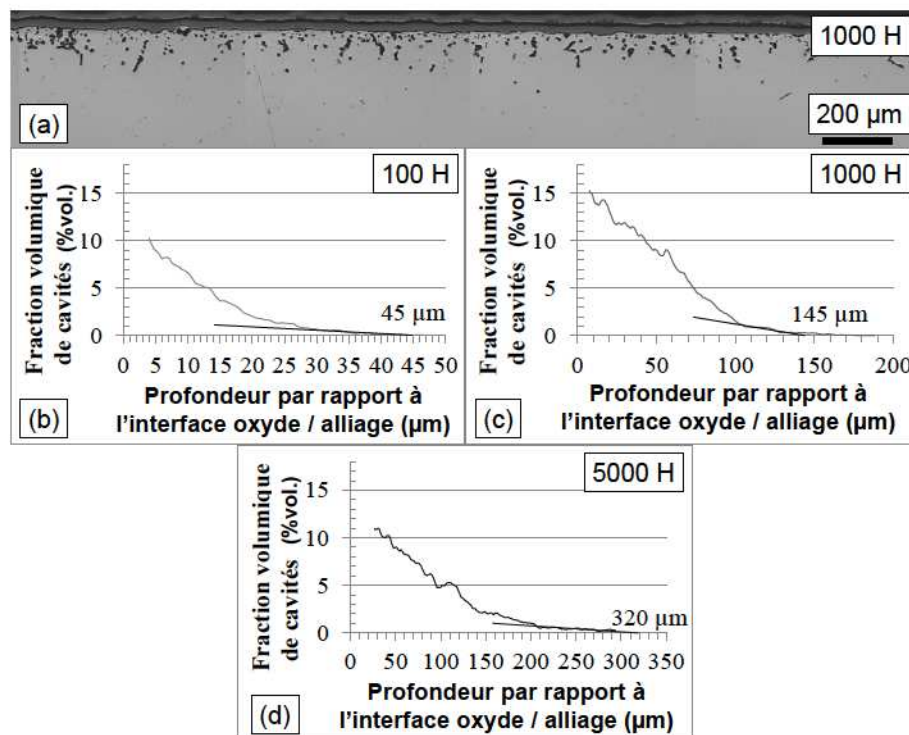 1000 H
200 µm
(a)
100 H
Fraction volumique
de cavités (%vol.)
15
10
5
0
45 µm
0 5 10 15 20 25 30 35 40 45 50
Profondeur par rapport à
l'interface oxyde / alliage (µm)
(b)
1000 H
Fraction volumique
de cavités (%vol.)
15
10
5
0
145 µm
0 50 100 150 200
Profondeur par rapport à
l'interface oxyde / alliage (µm)
(c)
5000 H
Fraction volumique
de cavités (%vol.)
15
10
5
0
320 µm
0 50 100 150 200 250 300 350
Profondeur par rapport à
l'interface oxyde / alliage (µm)
(d)